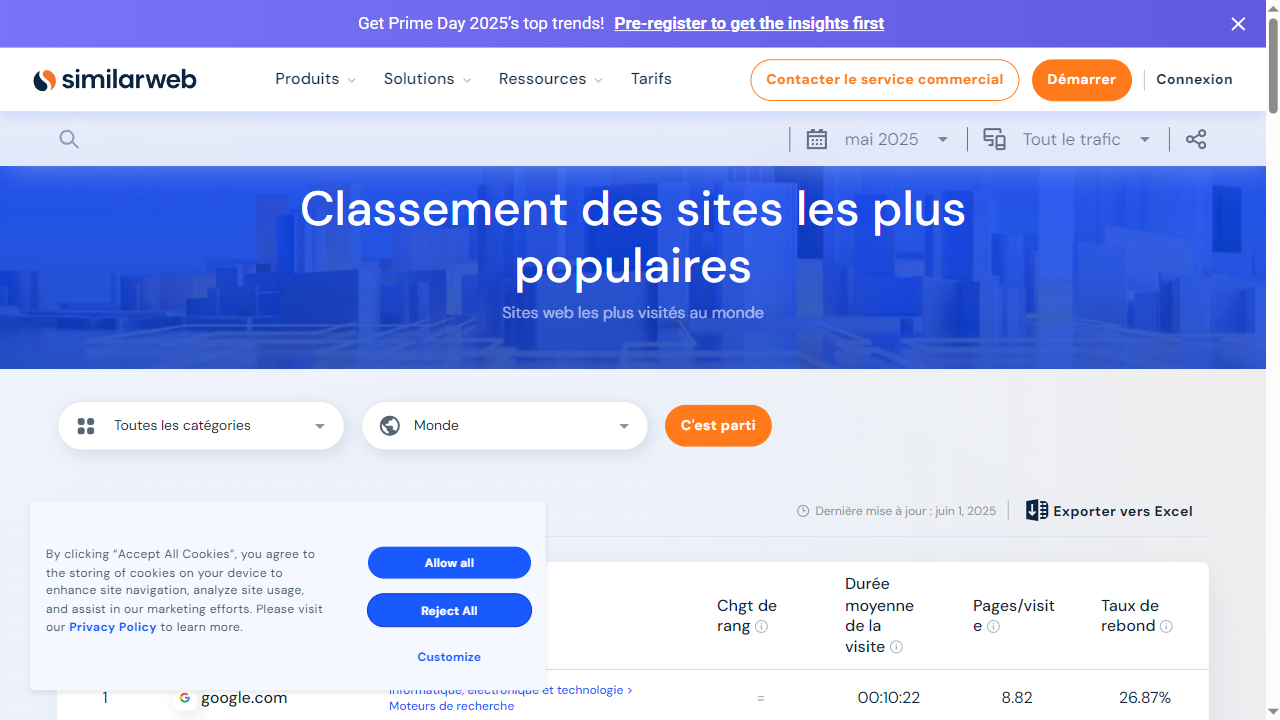 Get Prime Day 2025's top trends! Pre-register to get the insights first
similarweb
Produits
Solutions
Ressources
Tarifs
Contacter le service commercial
Démarrer
Connexion
mai 2025
Tout le trafic
Classement des sites les plus
populaires
Sites web les plus visités au monde
Toutes les catégories
Monde
C'est parti
Dernière mise à jour : juin 1, 2025
Exporter vers Excel
By clicking “Accept All Cookies”, you agree to
the storing of cookies on your device to
enhance site navigation, analyze site usage,
and assist in our marketing efforts. Please visit
our Privacy Policy to learn more.
Allow all
Reject All
Customize
Chgt de
rang
Durée
moyenne
de la
visite
Pages/visit
e
Taux de
rebond
1
google.com
Informatique, électronique et technologie >
Moteurs de recherche
=
00:10:22
8.82
26.87%